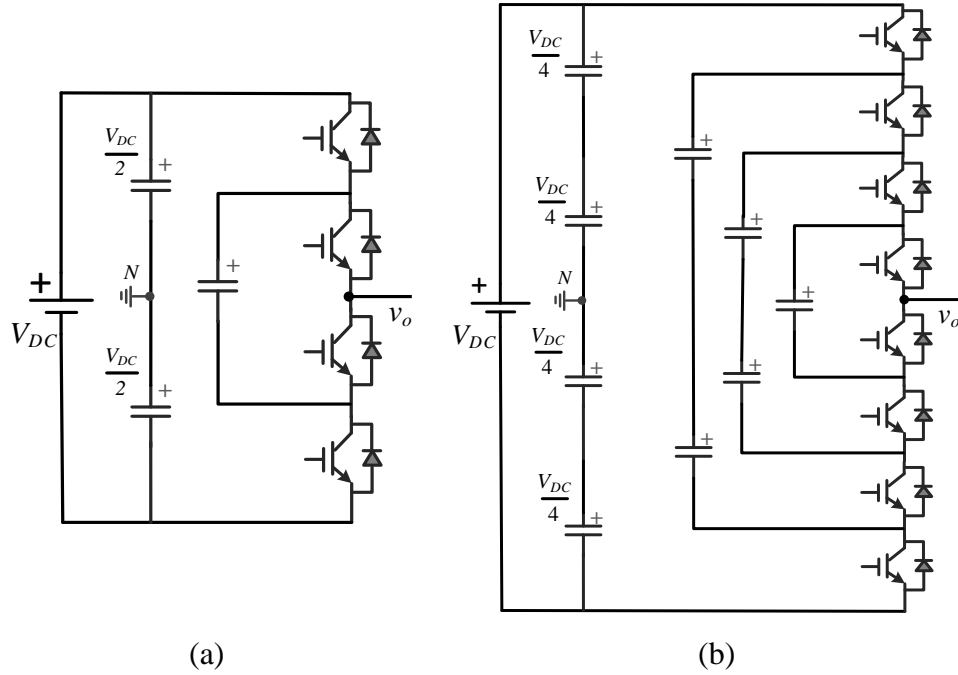 V_DC/2
+
+
+
N
V_DC
v_o
V_DC/2
+
(a)
V_DC/4
+
+
+
V_DC/4
+
+
+
N
+
V_DC
v_o
V_DC/4
+
+
+
V_DC/4
+
(b)